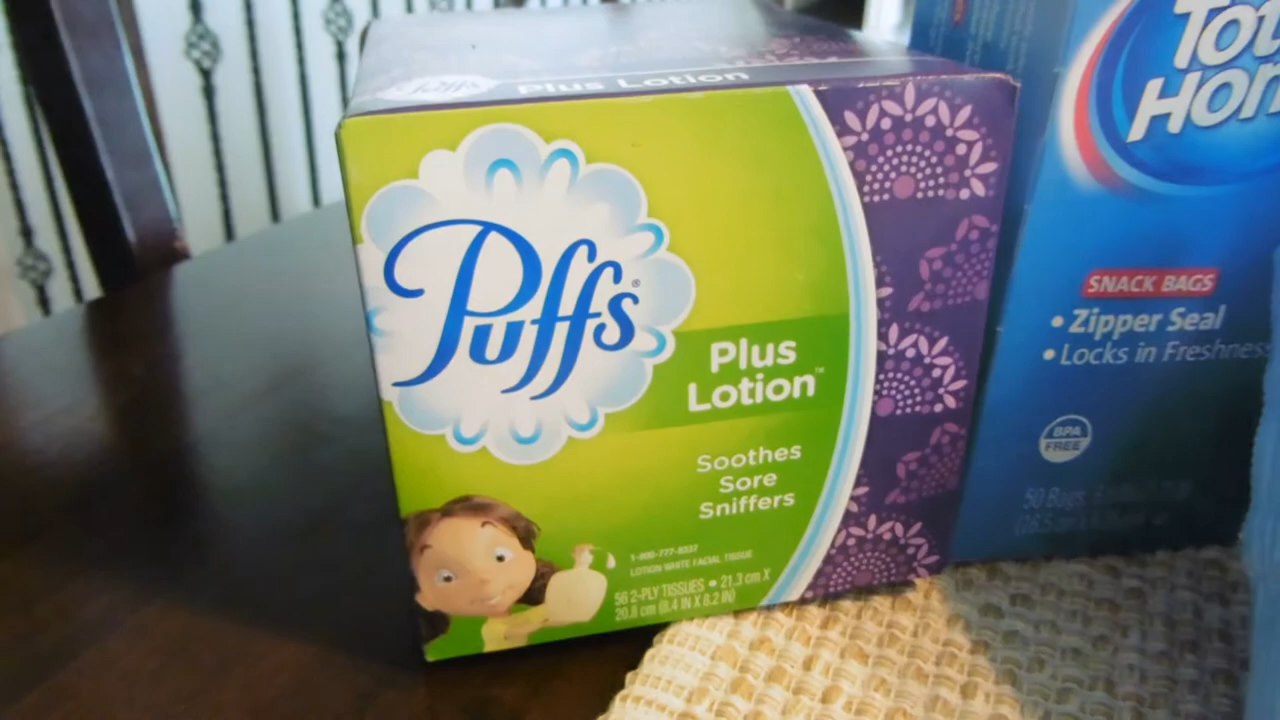 Puffs
Plus Lotion
Puffs®
Plus
Lotion™
Soothes
Sore
Sniffers
1-800-777-8337
LOTION WHITE FACIAL TISSUE
56 2-PLY TISSUES • 21.3 cm X
20.8 cm (8.4 IN X 8.2 IN)
Tot
Hom
SNACK BAGS
• Zipper Seal
• Locks in Freshness
BPA
FREE
50 Bags